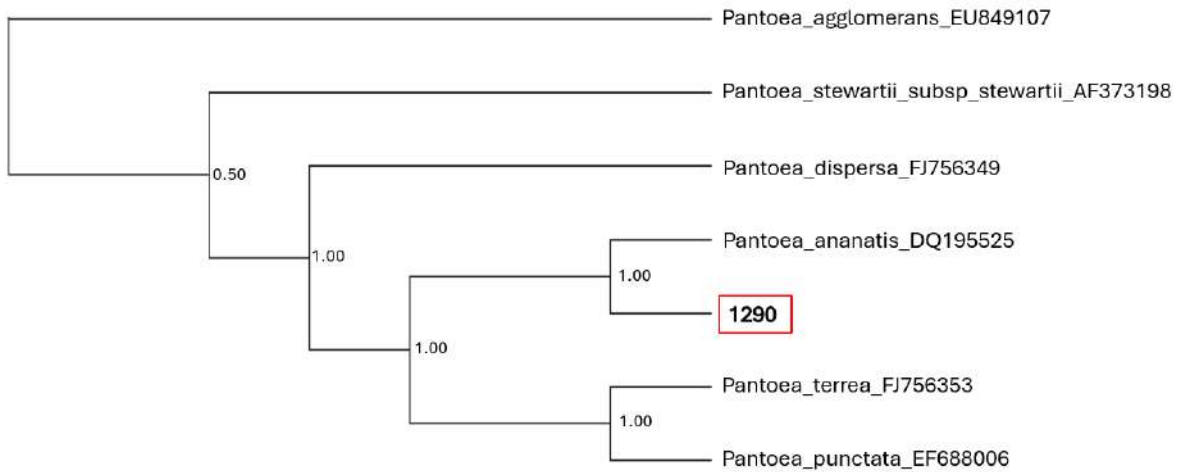 Pantoea_agglomerans_EU849107
Pantoea_stewartii_subsp_stewartii_AF373198
Pantoea_dispersa_FJ756349
0.50
Pantoea_ananatis_DQ195525
1.00
1.00
1290
1.00
Pantoea_terrea_FJ756353
1.00
Pantoea_punctata_EF688006